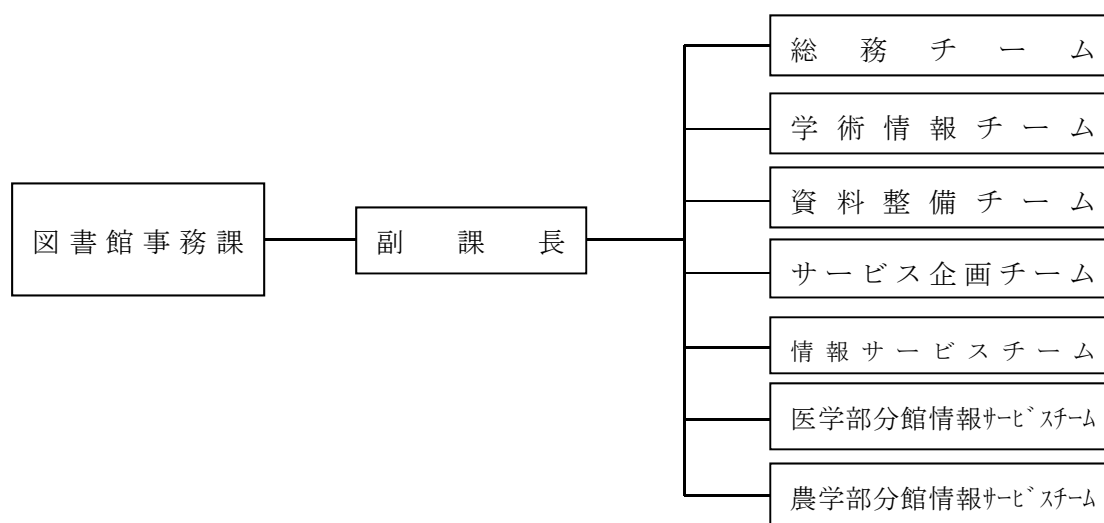 図書館事務課
副課長
総務チーム
学術情報チーム
資料整備チーム
サービス企画チーム
情報サービスチーム
医学部分館情報ｻｰﾋﾞｽﾁｰﾑ
農学部分館情報ｻｰﾋﾞｽﾁｰﾑ